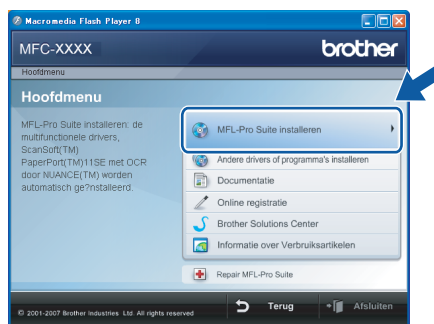 Macromedia Flash Player 8
MFC-XXXX
brother
Hoofdmenu
Hoofdmenu
MFL-Pro Suite installeren: de
multifunctionele drivers,
ScanSoft(TM)
PaperPort(TM)11SE met OCR
door NUANCE(TM) worden
automatisch ge?nstalleerd.
MFL-Pro Suite installeren
Andere drivers of programma's installeren
Documentatie
Online registratie
Brother Solutions Center
Informatie over Verbruiksartikelen
Repair MFL-Pro Suite
© 2001-2007 Brother Industries Ltd. All rights reserved
Terug
Afsluiten